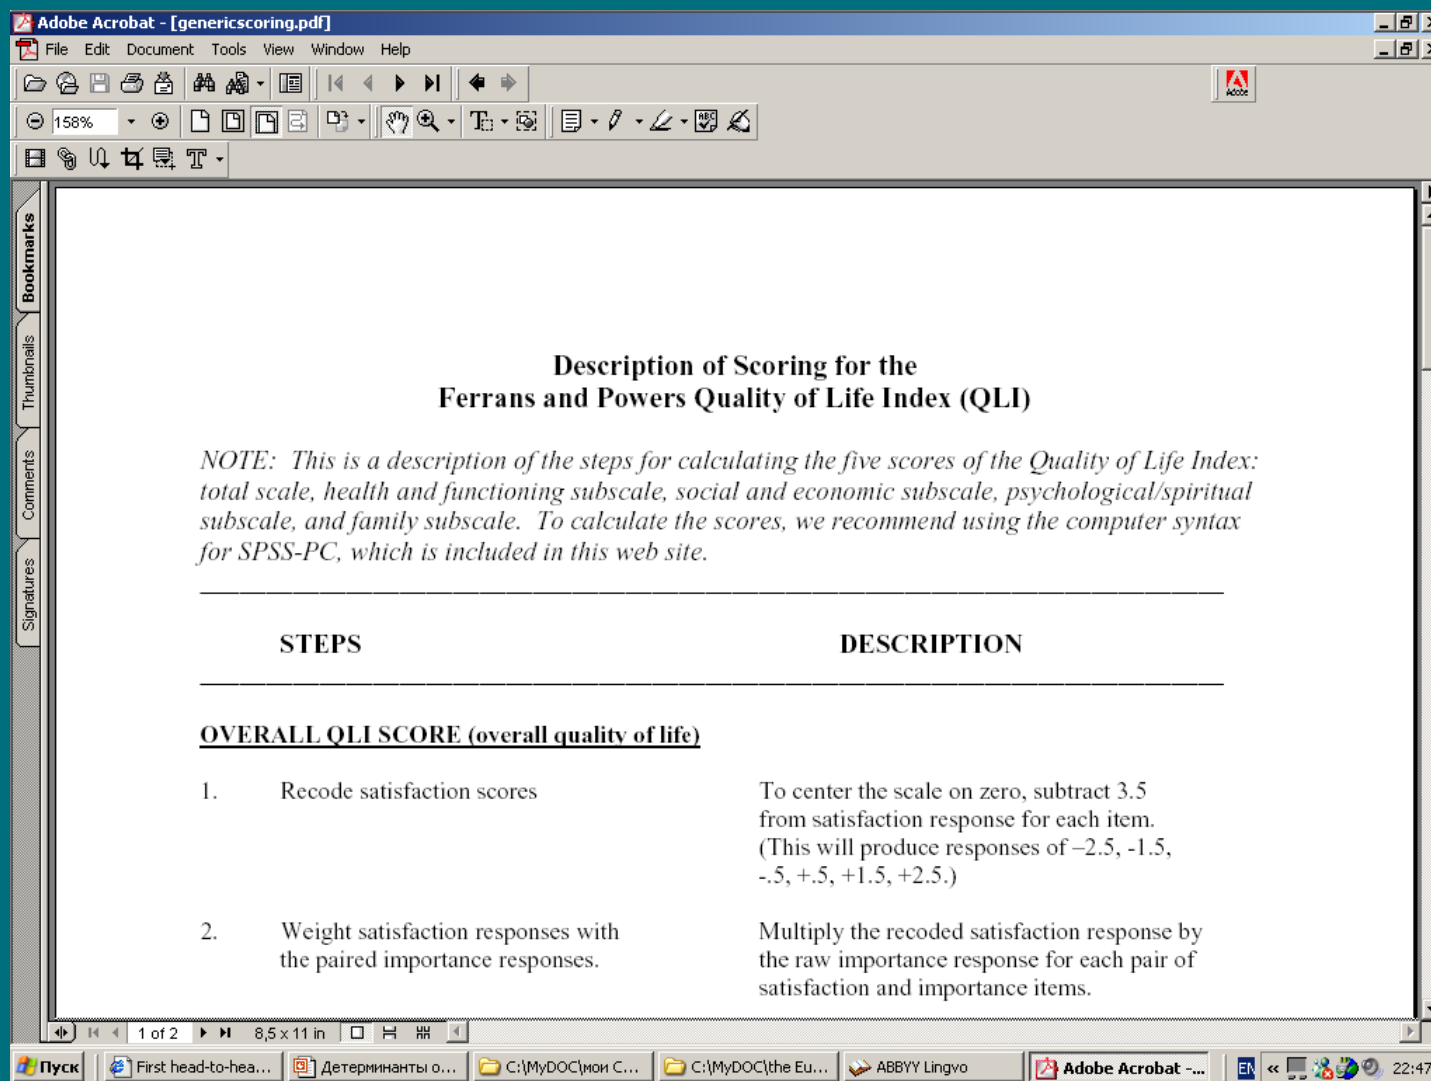 Adobe Acrobat - [genericscoring.pdf]
File Edit Document Tools View Window Help
Adobe
158%
Bookmarks
Thumbnails
Comments
Signatures
Description of Scoring for the
Ferrans and Powers Quality of Life Index (QLI)
NOTE: This is a description of the steps for calculating the five scores of the Quality of Life Index:
total scale, health and functioning subscale, social and economic subscale, psychological/spiritual
subscale, and family subscale. To calculate the scores, we recommend using the computer syntax
for SPSS-PC, which is included in this web site.
STEPS DESCRIPTION
OVERALL QLI SCORE (overall quality of life)
1. Recode satisfaction scores To center the scale on zero, subtract 3.5
from satisfaction response for each item.
(This will produce responses of –2.5, -1.5,
-.5, +.5, +1.5, +2.5.)
2. Weight satisfaction responses with Multiply the recoded satisfaction response by
the paired importance responses. the raw importance response for each pair of
satisfaction and importance items.
1 of 2 8,5 x 11 in
Пуск First head-to-hea... Детерминанты о... C:\MyDOC\мои С... C:\MyDOC\the Eu... ABBYY Lingvo Adobe Acrobat -... EN « 22:47